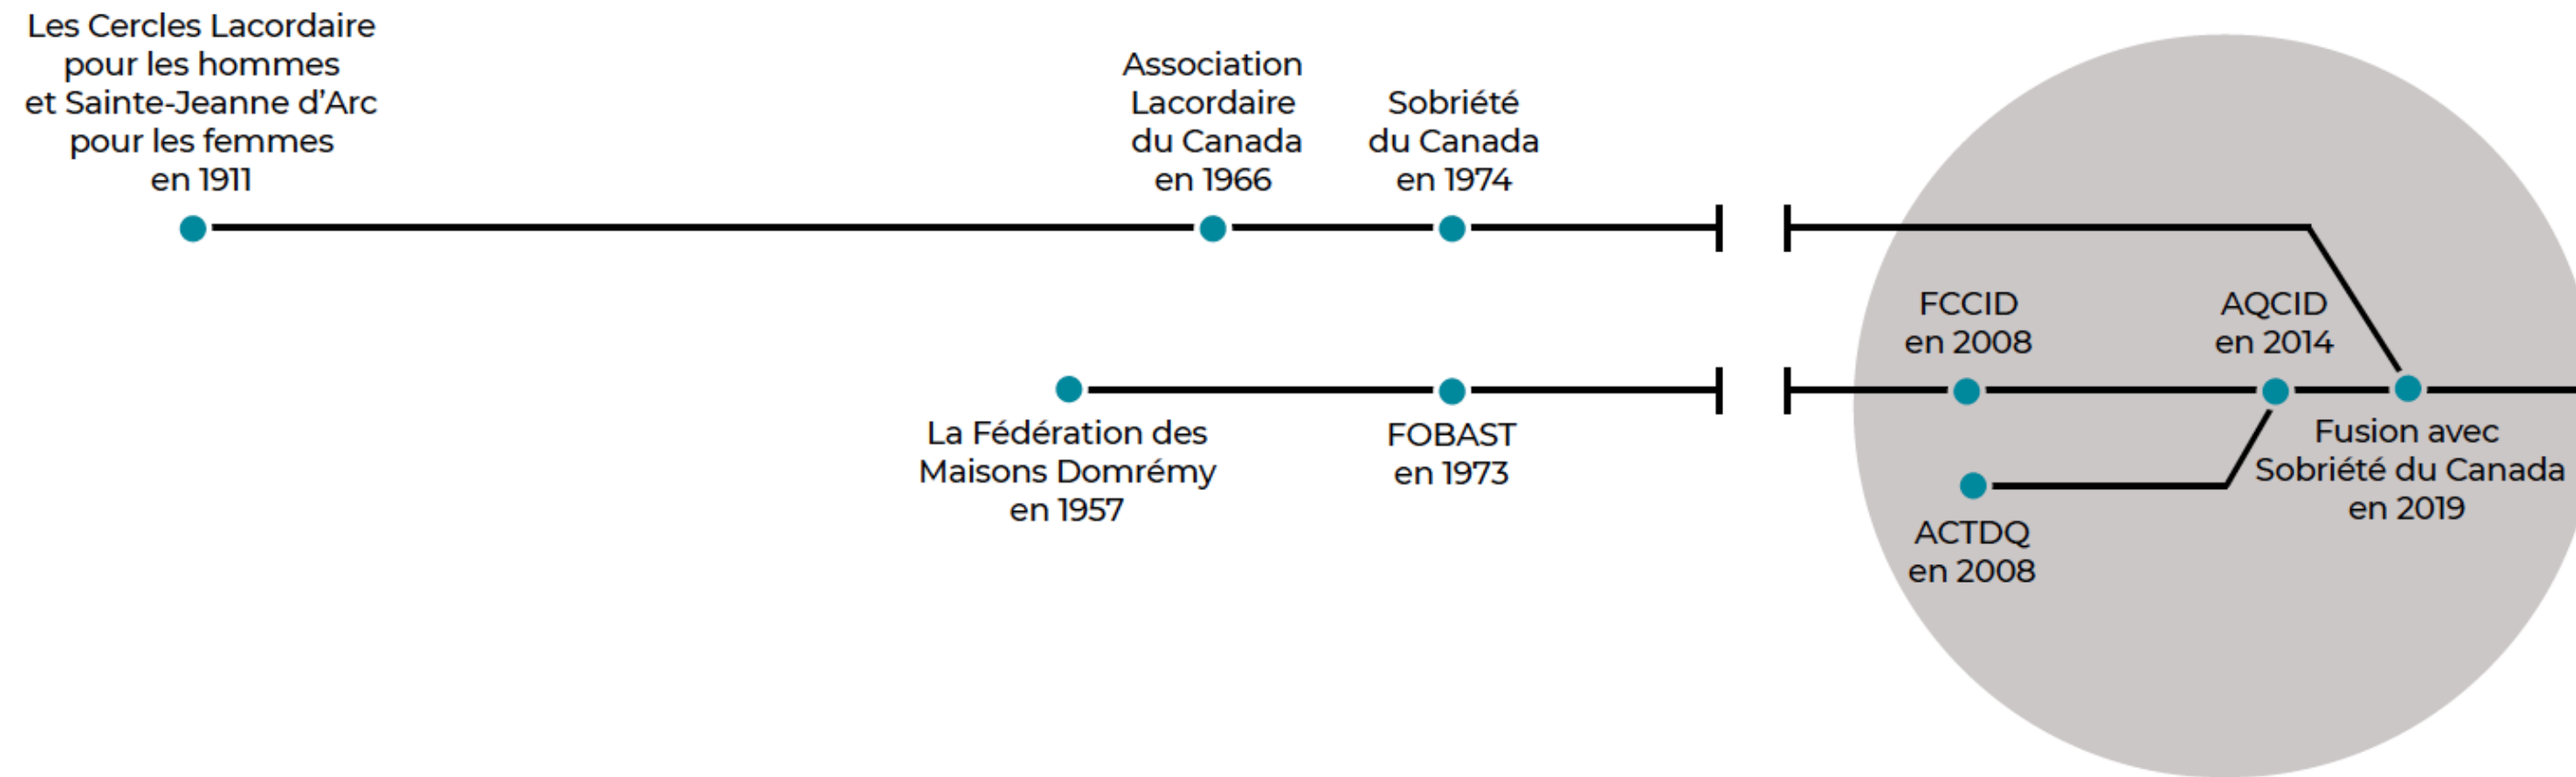 Les Cercles Lacordaire
pour les hommes
et Sainte-Jeanne d’Arc
pour les femmes
en 1911
Association
Lacordaire
du Canada
en 1966
Sobriété
du Canada
en 1974
La Fédération des
Maisons Domrémy
en 1957
FOBAST
en 1973
FCCID
en 2008
AQCID
en 2014
ACTDQ
en 2008
Fusion avec
Sobriété du Canada
en 2019